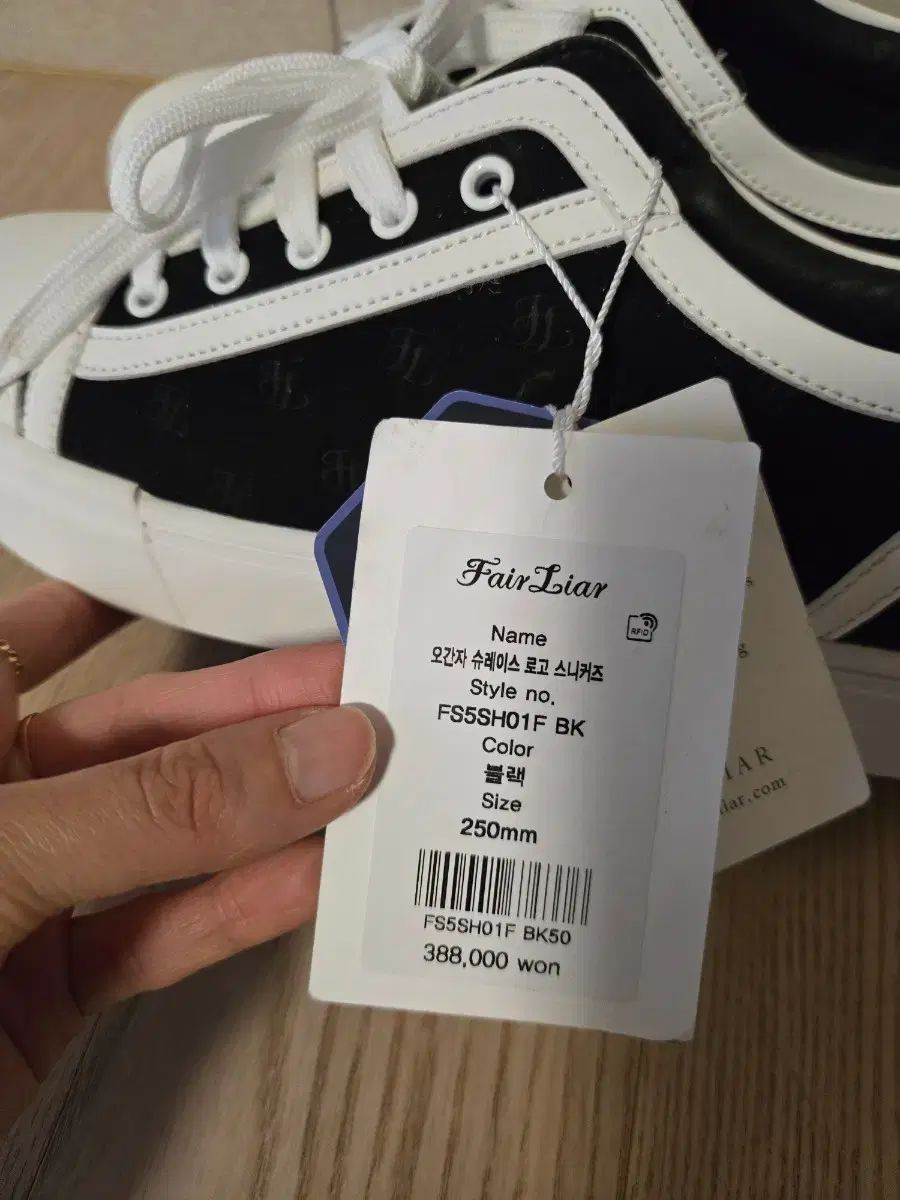 FairLiar
RFID
Name
오간자 슈레이스 로고 스니커즈
Style no.
FS5SH01F BK
Color
블랙
Size
250mm
FS5SH01F BK50
388,000 won